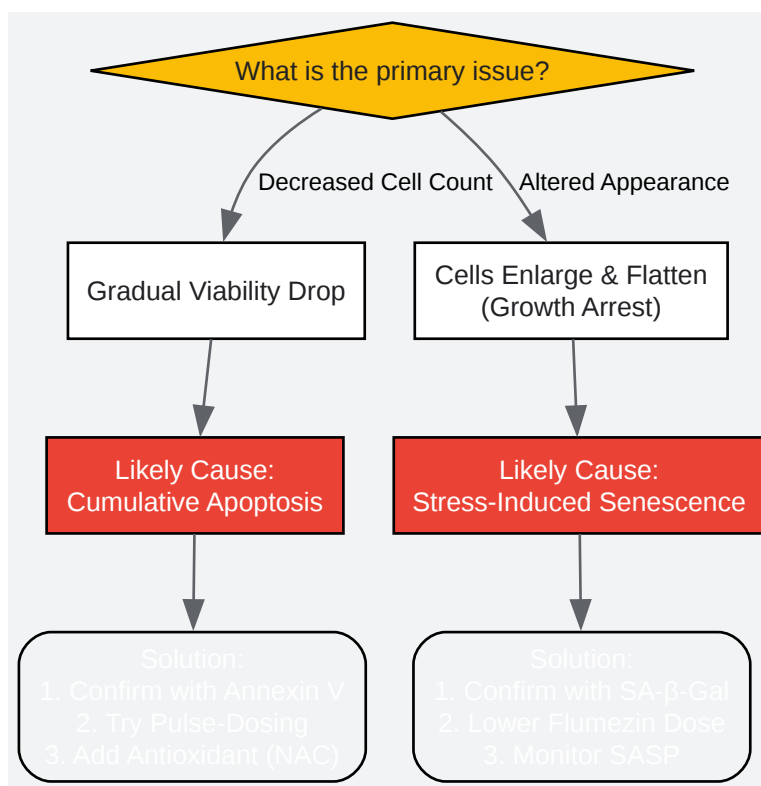 What is the primary issue?
Decreased Cell Count
Altered Appearance
Gradual Viability Drop
Cells Enlarge & Flatten
(Growth Arrest)
Likely Cause:
Cumulative Apoptosis
Likely Cause:
Stress-Induced Senescence
Solution:
1. Confirm with Annexin V
2. Try Pulse-Dosing
3. Add Antioxidant (NAC)
Solution:
1. Confirm with SA-β-Gal
2. Lower Flumezin Dose
3. Monitor SASP